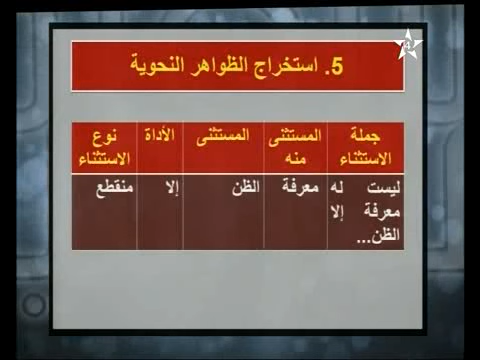 5. استخراج الظواهر النحوية
جملة الاستثناء
المستثنى منه
المستثنى
الأداة
نوع الاستثناء
ليست له
معرفة إلا
الظن...
معرفة
الظن
إلا
منقطع
4